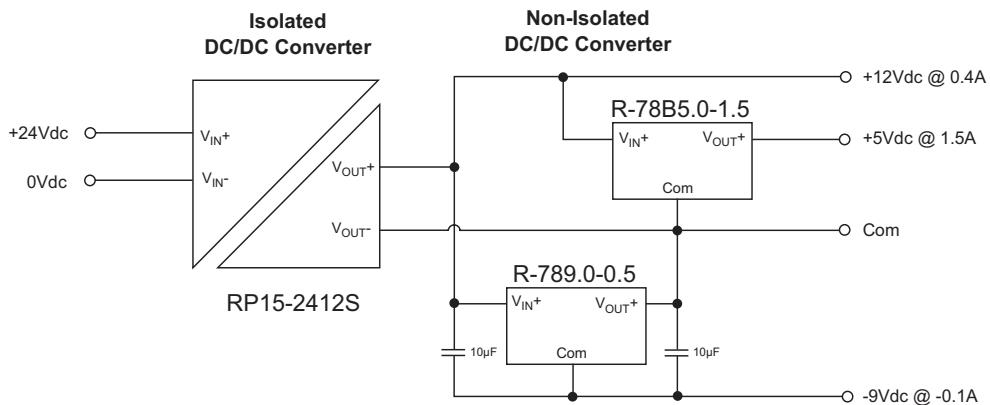 Isolated
DC/DC Converter
Non-Isolated
DC/DC Converter
+12Vdc @ 0.4A
R-78B5.0-1.5
+24Vdc
VIN+
VIN+
VOUT+
+5Vdc @ 1.5A
0Vdc
VIN-
VOUT+
Com
VOUT-
Com
RP15-2412S
R-789.0-0.5
VIN+
VOUT+
10µF
Com
10µF
-9Vdc @ -0.1A